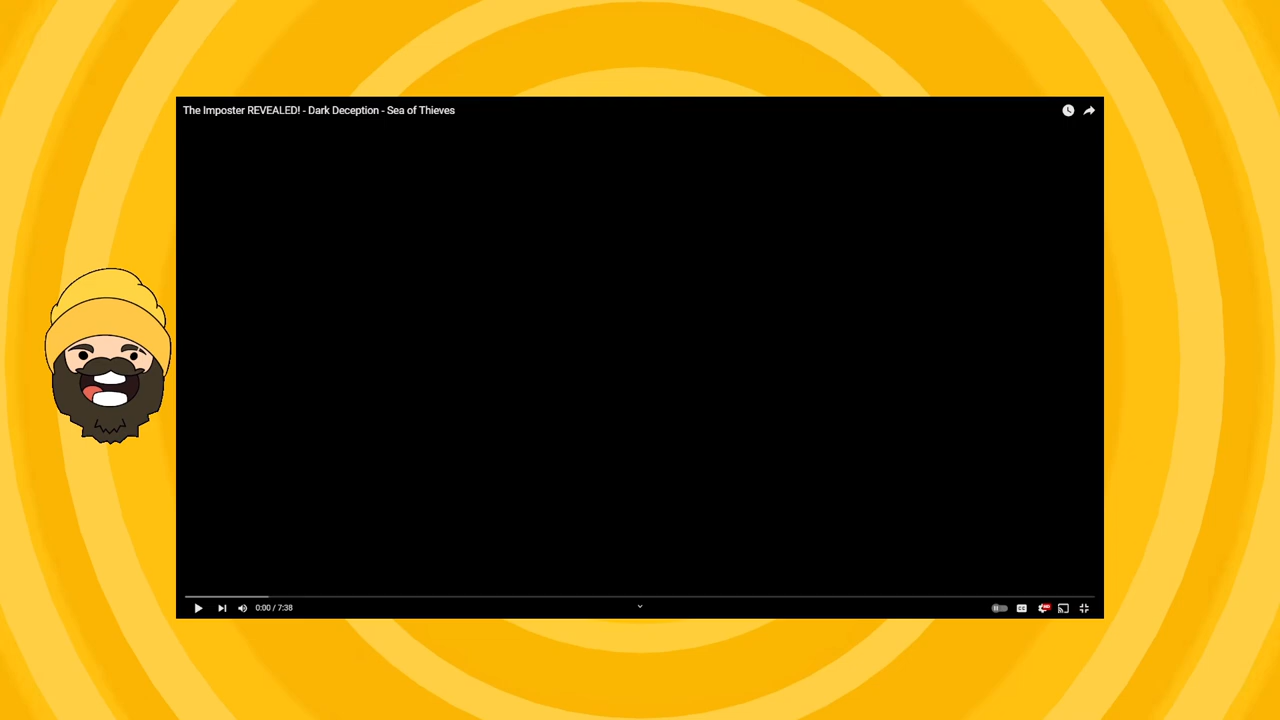 The Imposter REVEALED! - Dark Deception - Sea of Thieves
0:00 / 7:38